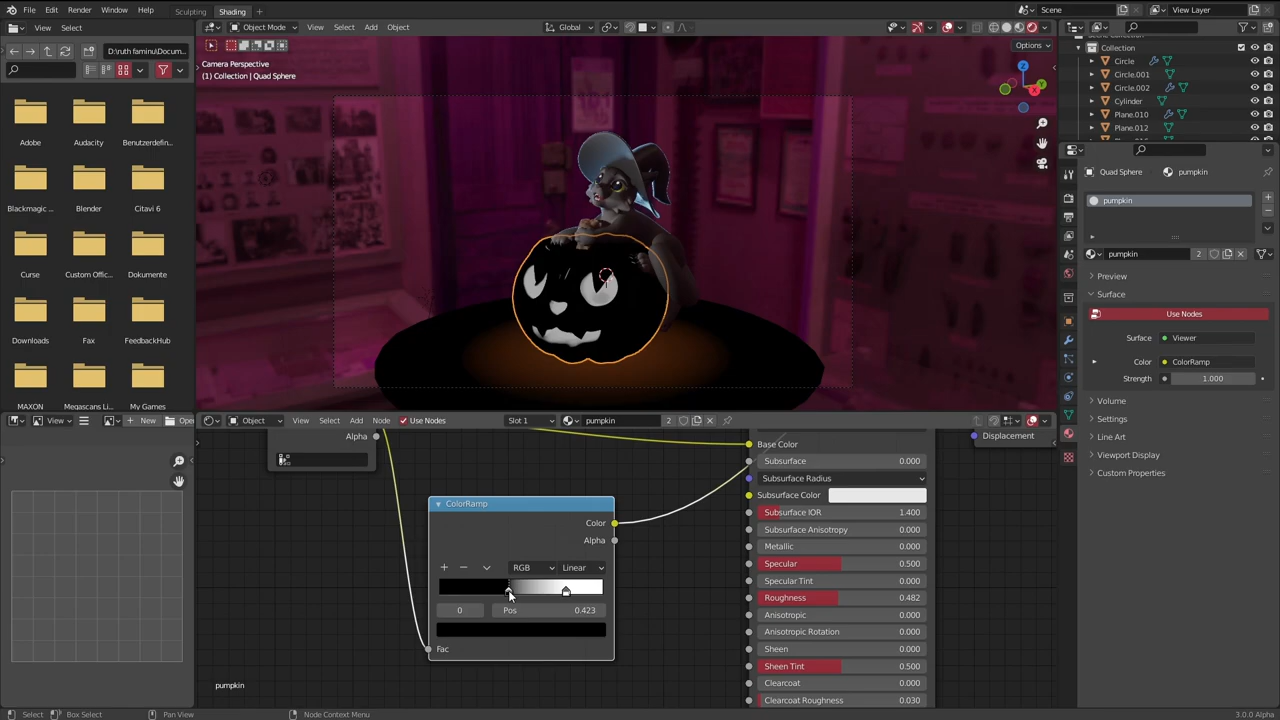 File Edit Render Window Help Sculpting Shading + Scene View Layer
View Select
Object Mode View Select Add Object Global
D:\ruth faminu\Docum...
Options
Camera Perspective
(1) Collection | Quad Sphere
Adobe Audacity Benutzerdefin...
Blackmagic ... Blender Citavi 6
Curse Custom Offic... Dokumente
Downloads Fax FeedbackHub
MAXON Megascans Li... My Games
Collection
Circle
Circle.001
Circle.002
Cylinder
Plane.010
Plane.012
Quad Sphere pumpkin
pumpkin
pumpkin 2
Preview
Surface
Use Nodes
Surface Viewer
Color ColorRamp
Strength 1.000
Volume
Settings
Line Art
Viewport Display
Custom Properties
View New Open
Object View Select Add Node Use Nodes Slot 1 pumpkin 2
Alpha
ColorRamp
Color
Alpha
+ − RGB Linear
0 Pos 0.423
Fac
Base Color
Subsurface 0.000
Subsurface Radius
Subsurface Color
Subsurface IOR 1.400
Subsurface Anisotropy 0.000
Metallic 0.000
Specular 0.500
Specular Tint 0.000
Roughness 0.482
Anisotropic 0.000
Anisotropic Rotation 0.000
Sheen 0.000
Sheen Tint 0.500
Clearcoat 0.000
Clearcoat Roughness 0.030
Displacement
pumpkin
Select Box Select Pan View Node Context Menu 3.0.0 Alpha